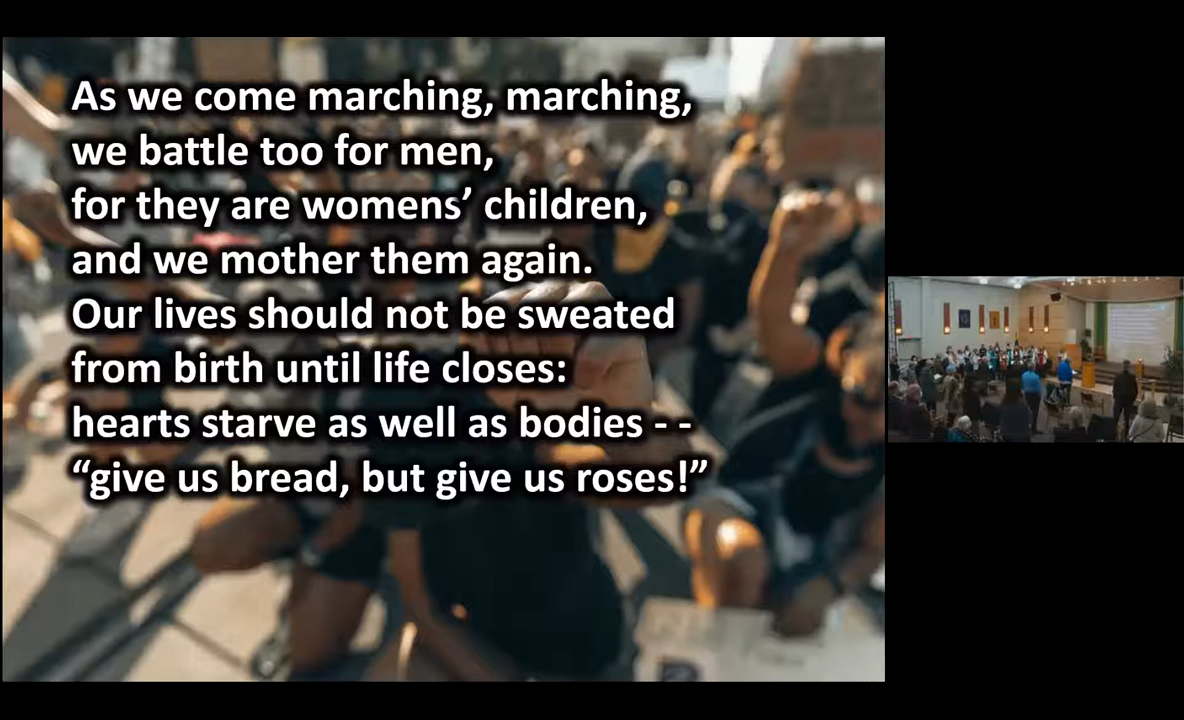 As we come marching, marching,
we battle too for men,
for they are womens’ children,
and we mother them again.
Our lives should not be sweated
from birth until life closes:
hearts starve as well as bodies - -
“give us bread, but give us roses!”